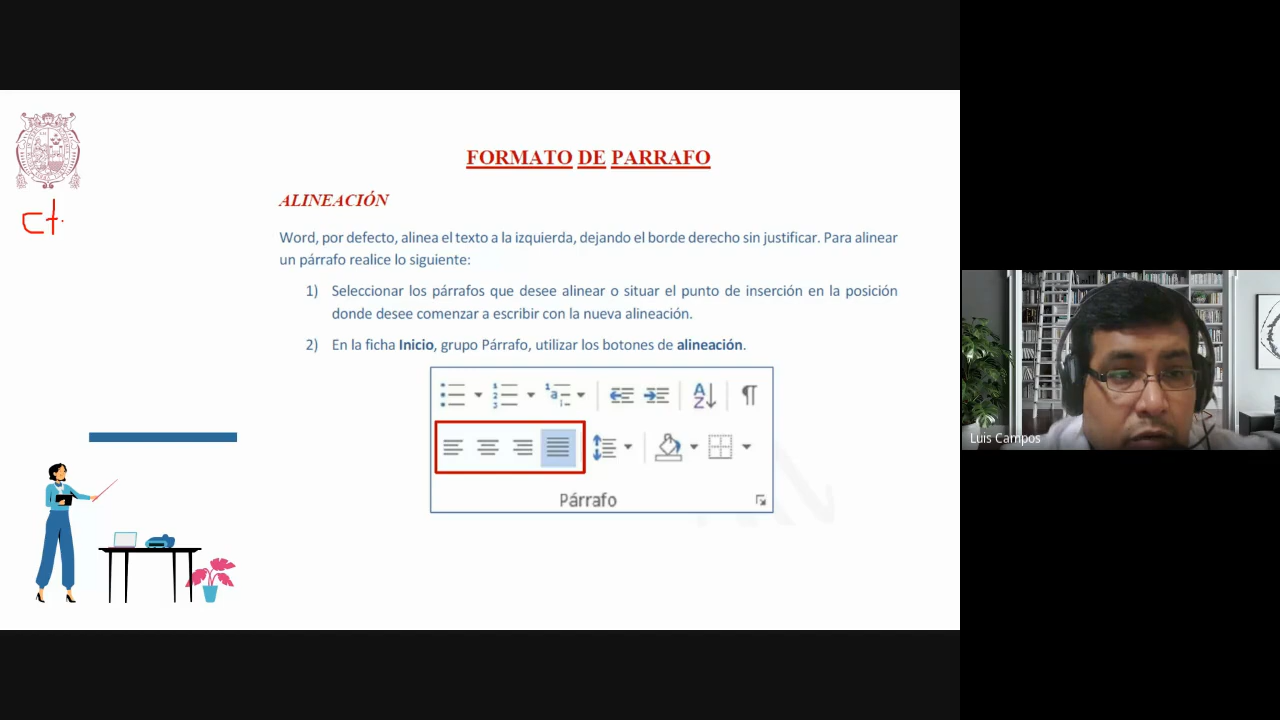 FORMATO DE PARRAFO
ALINEACIÓN
ct
Word, por defecto, alinea el texto a la izquierda, dejando el borde derecho sin justificar. Para alinear
un párrafo realice lo siguiente:
1) Seleccionar los párrafos que desee alinear o situar el punto de inserción en la posición
donde desee comenzar a escribir con la nueva alineación.
2) En la ficha Inicio, grupo Párrafo, utilizar los botones de alineación.
Párrafo
Luis Campos